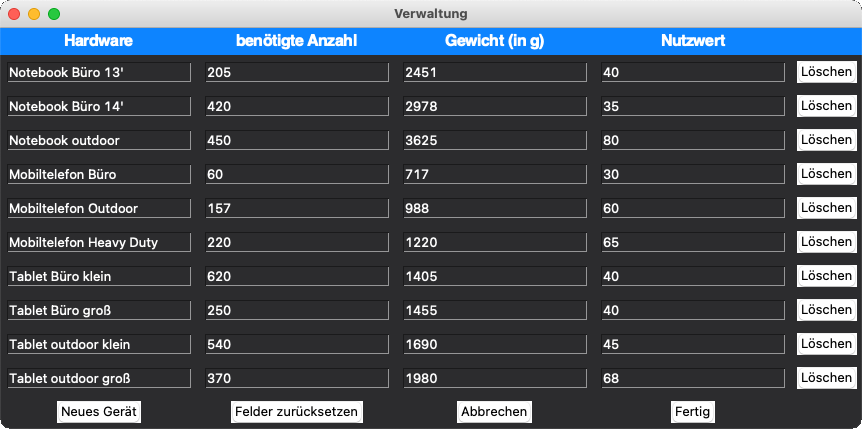 Verwaltung
Hardware benötigte Anzahl Gewicht (in g) Nutzwert
Notebook Büro 13' 205 2451 40 Löschen
Notebook Büro 14' 420 2978 35 Löschen
Notebook outdoor 450 3625 80 Löschen
Mobiltelefon Büro 60 717 30 Löschen
Mobiltelefon Outdoor 157 988 60 Löschen
Mobiltelefon Heavy Duty 220 1220 65 Löschen
Tablet Büro klein 620 1405 40 Löschen
Tablet Büro groß 250 1455 40 Löschen
Tablet outdoor klein 540 1690 45 Löschen
Tablet outdoor groß 370 1980 68 Löschen
Neues Gerät Felder zurücksetzen Abbrechen Fertig